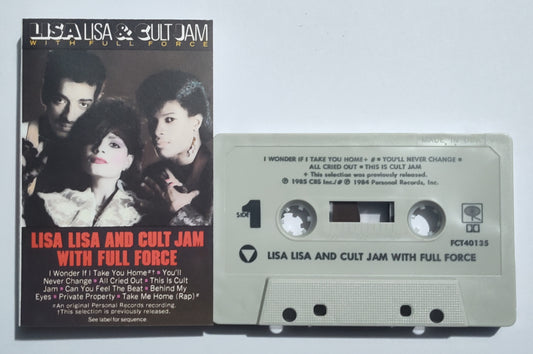 LISA LISA & CULT JAM
WITH FULL FORCE
LISA LISA AND CULT JAM
WITH FULL FORCE
I Wonder If I Take You Home#† • You'll
Never Change • All Cried Out • This Is Cult
Jam • Can You Feel The Beat • Behind My
Eyes • Private Property • Take Me Home (Rap)#
#An original Personal Records recording.
†This selection is previously released.
See label for sequence.
I WONDER IF I TAKE YOU HOME+ # • YOU'LL NEVER CHANGE •
ALL CRIED OUT • THIS IS CULT JAM
+ This selection was previously released.
℗ 1985 CBS Inc./# ℗ 1984 Personal Records, Inc.
SIDE 1
FCT40135
LISA LISA AND CULT JAM WITH FULL FORCE